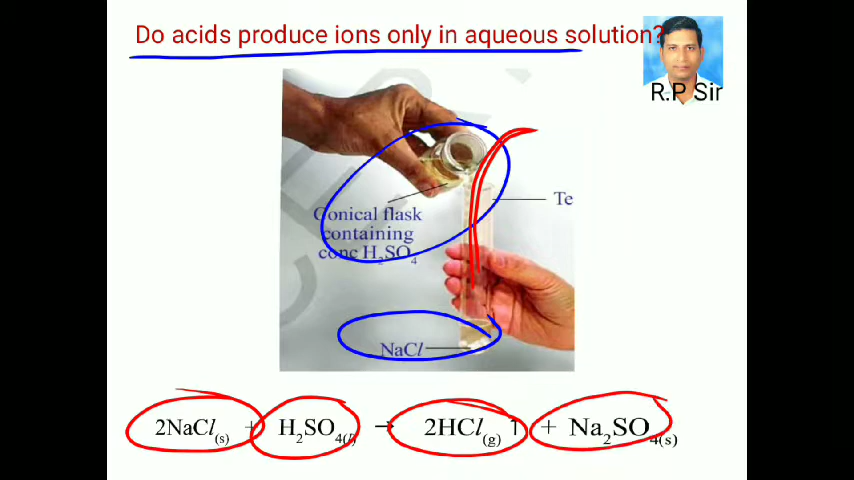 Do acids produce ions only in aqueous solution?
R.P Sir
Conical flask
containing
conc H₂SO₄
Te
NaCl
2NaCl(s) + H₂SO₄(l) → 2HCl(g) ↑ + Na₂SO₄(s)